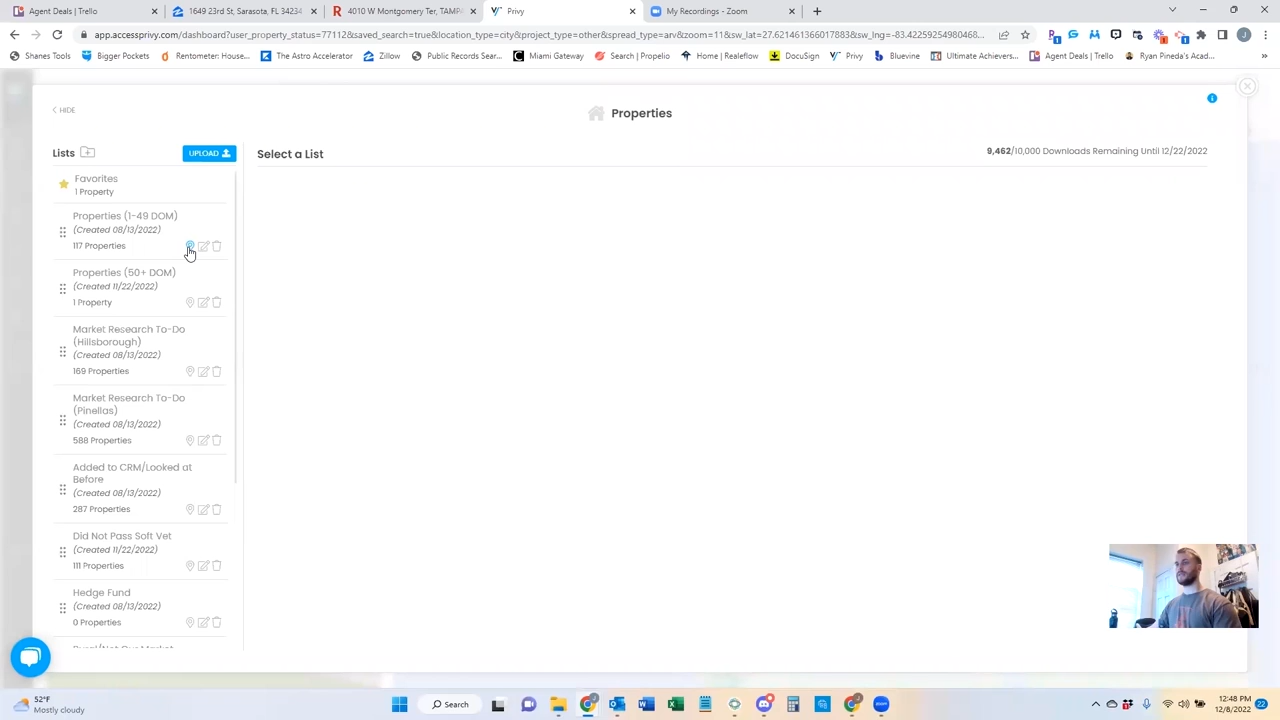 Agent Deals | Trello
1649 23rd St, Sarasota, FL 34234
4010 W Montgomery Ter, TAMPA
Privy
My Recordings - Zoom
app.accessprivy.com/dashboard?user_property_status=77112&saved_search=true&location_type=city&project_type=other&spread_type=arv&zoom=11&sw_lat=27.621461366017883&sw_lng=-83.42259254980468...
Shanes Tools
Bigger Pockets
Rentometer: House...
The Astro Accelerator
Zillow
Public Records Sear...
Miami Gateway
Search | Propelio
Home | Realeflow
DocuSign
Privy
Bluevine
Ultimate Achievers...
Agent Deals | Trello
Ryan Pineda's Acad...
HIDE
Properties
Lists
UPLOAD
Select a List
9,462/10,000 Downloads Remaining Until 12/22/2022
Favorites
1 Property
Properties (1-49 DOM)
(Created 08/13/2022)
117 Properties
Properties (50+ DOM)
(Created 11/22/2022)
1 Property
Market Research To-Do
(Hillsborough)
(Created 08/13/2022)
169 Properties
Market Research To-Do
(Pinellas)
(Created 08/13/2022)
588 Properties
Added to CRM/Looked at
Before
(Created 08/13/2022)
287 Properties
Did Not Pass Soft Vet
(Created 11/22/2022)
111 Properties
Hedge Fund
(Created 08/13/2022)
0 Properties
52°F
Mostly cloudy
Search
12:48 PM
12/8/2022
22